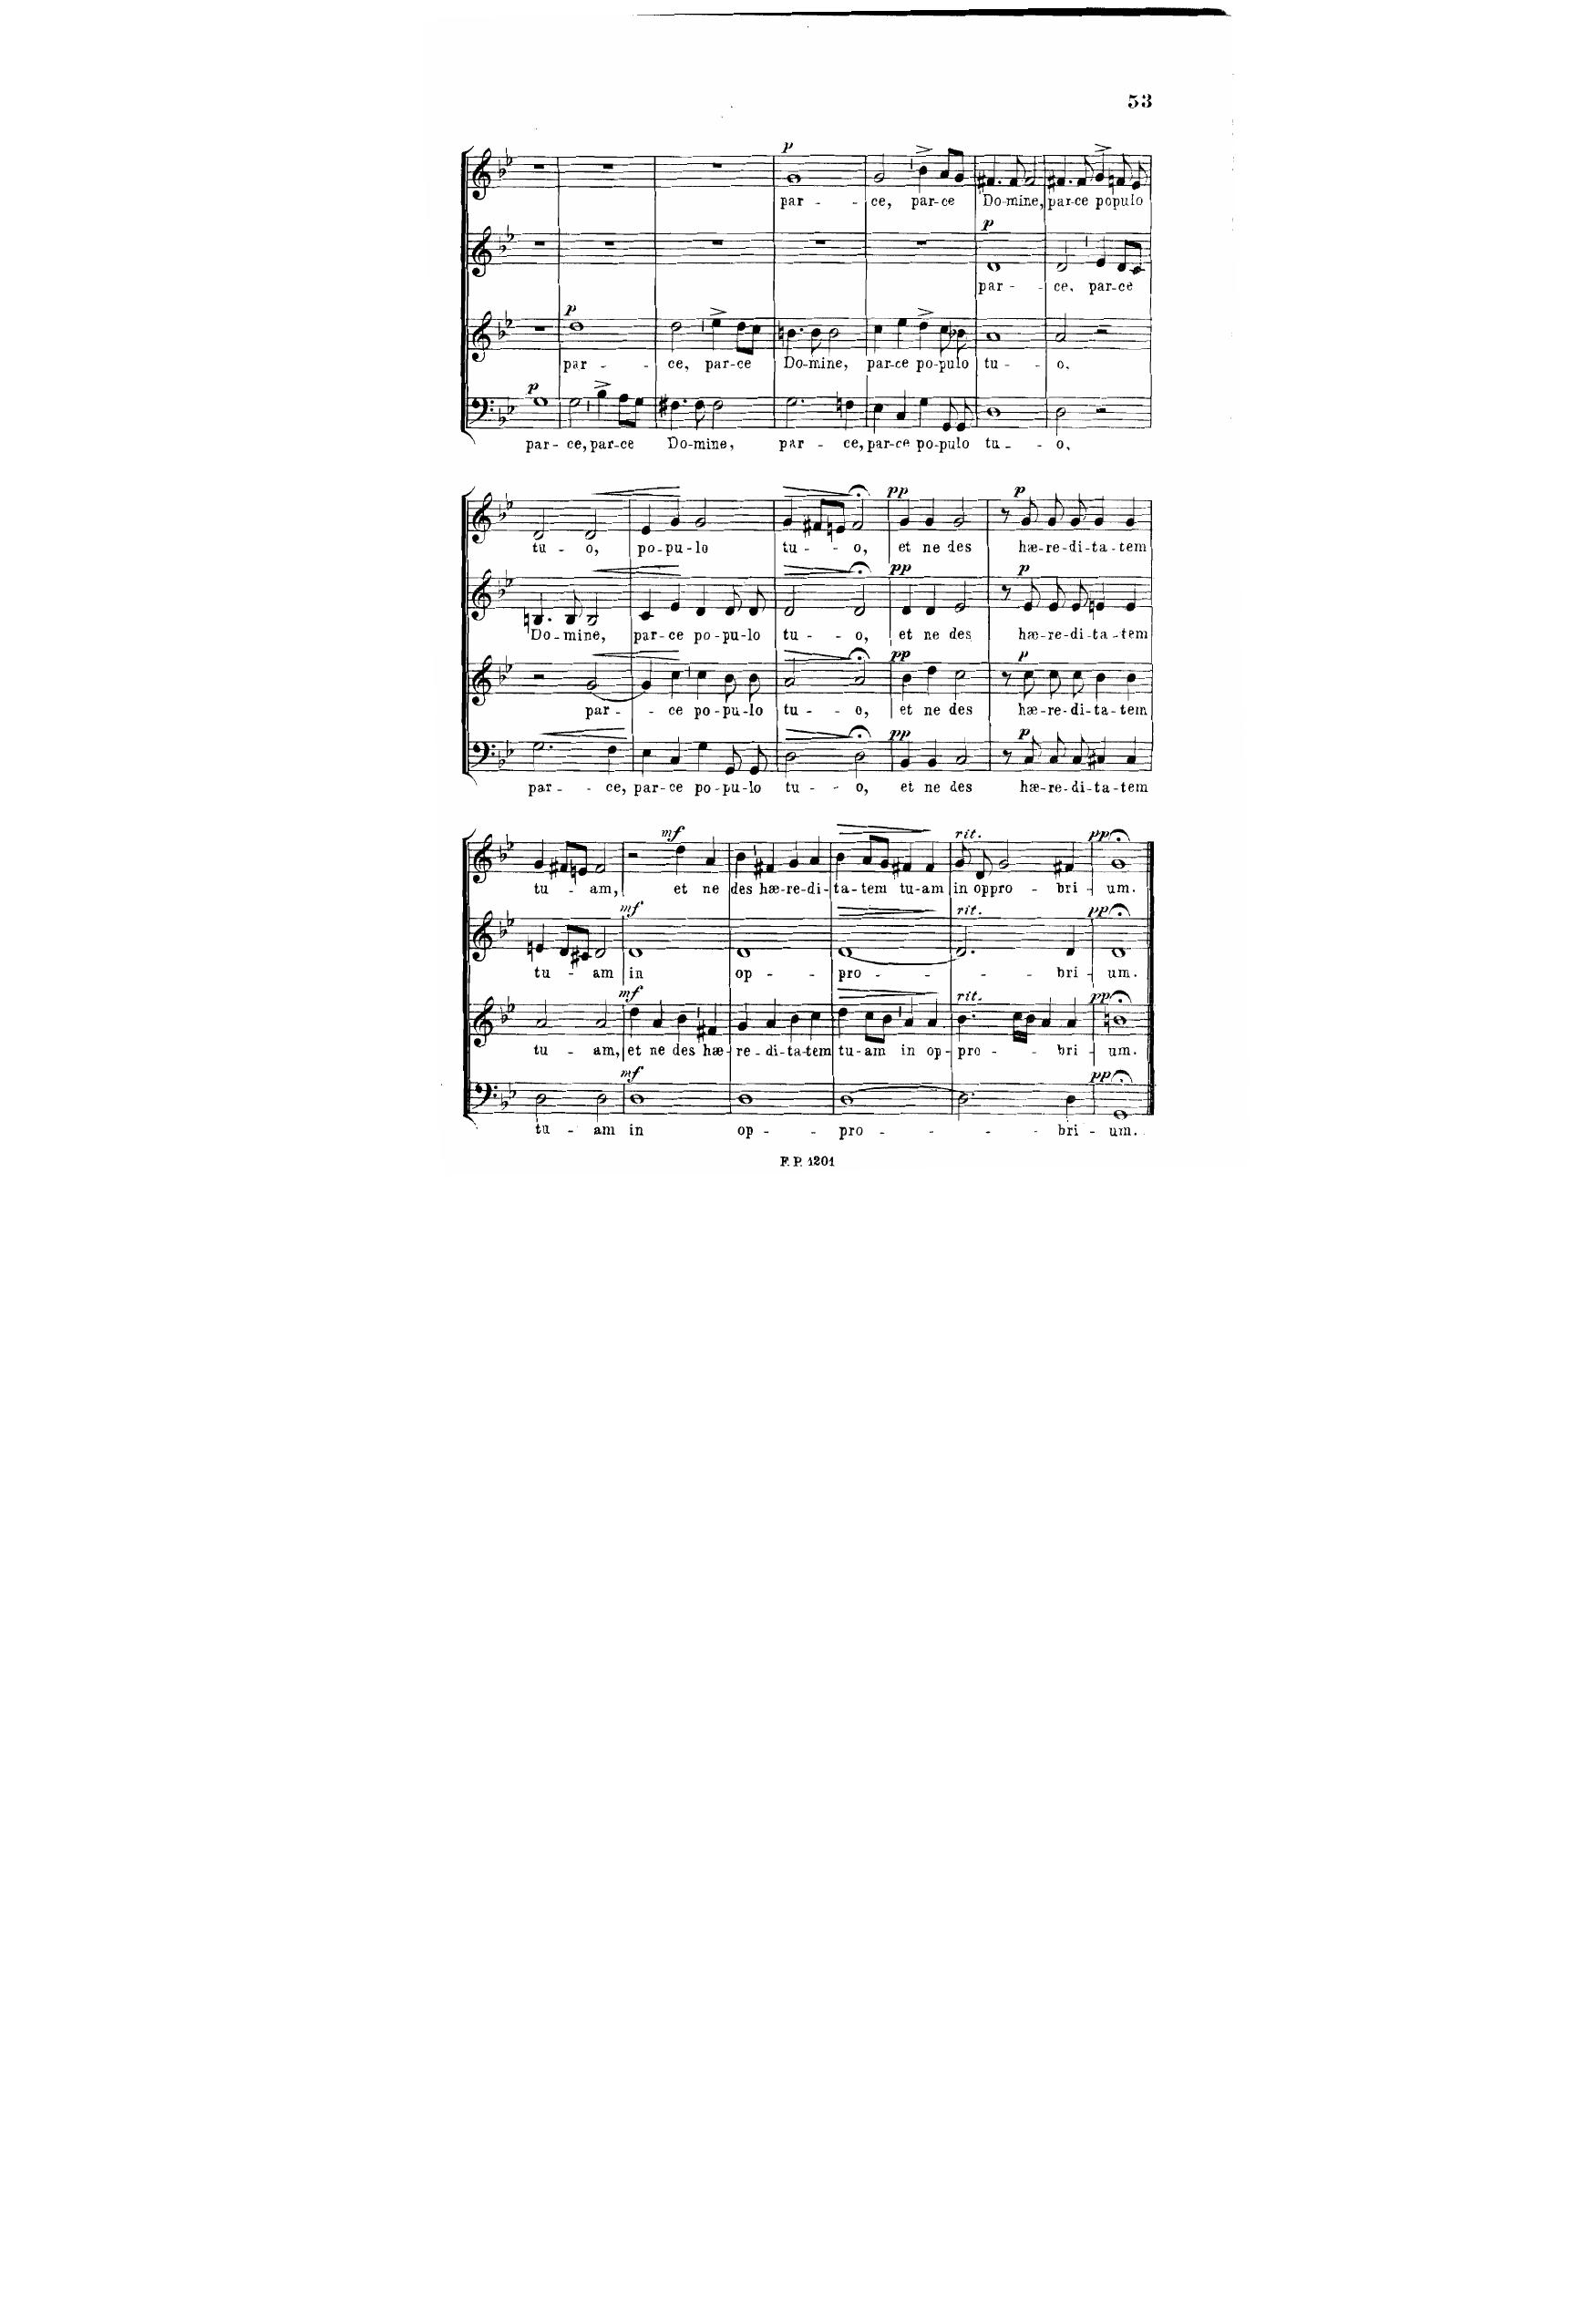 53
p
par - - ce, par-ce Do-mine, par-ce populo
p
par - - ce. par-ce
p
par - - ce, par-ce Do-mine, par-ce po-pulo tu - - o.
p
par - ce, par-ce Do-mine, par - ce, par-ce po-pulo tu - - o.
pp p
tu - o, po-pu-lo tu - - o, et ne des hæ-re-di-ta-tem
pp p
Do-mine, par-ce po-pu-lo tu - - o, et ne des hæ-re-di-ta-tem
pp p
par - - ce po-pu-lo tu - - o, et ne des hæ-re-di-ta-tem
pp p
par - - ce, par-ce po-pu-lo tu - - o, et ne des hæ-re-di-ta-tem
mf rit. pp
tu - am, et ne des hæ-re-di-ta-tem tu-am in oppro - bri - um.
mf rit. pp
tu - am in op - - pro - - - bri - um.
mf rit. pp
tu - am, et ne des hæ-re-di-ta-tem tu-am in op-pro - - bri - um.
mf pp
tu - am in op - - pro - - - bri - um.
F. P. 1201